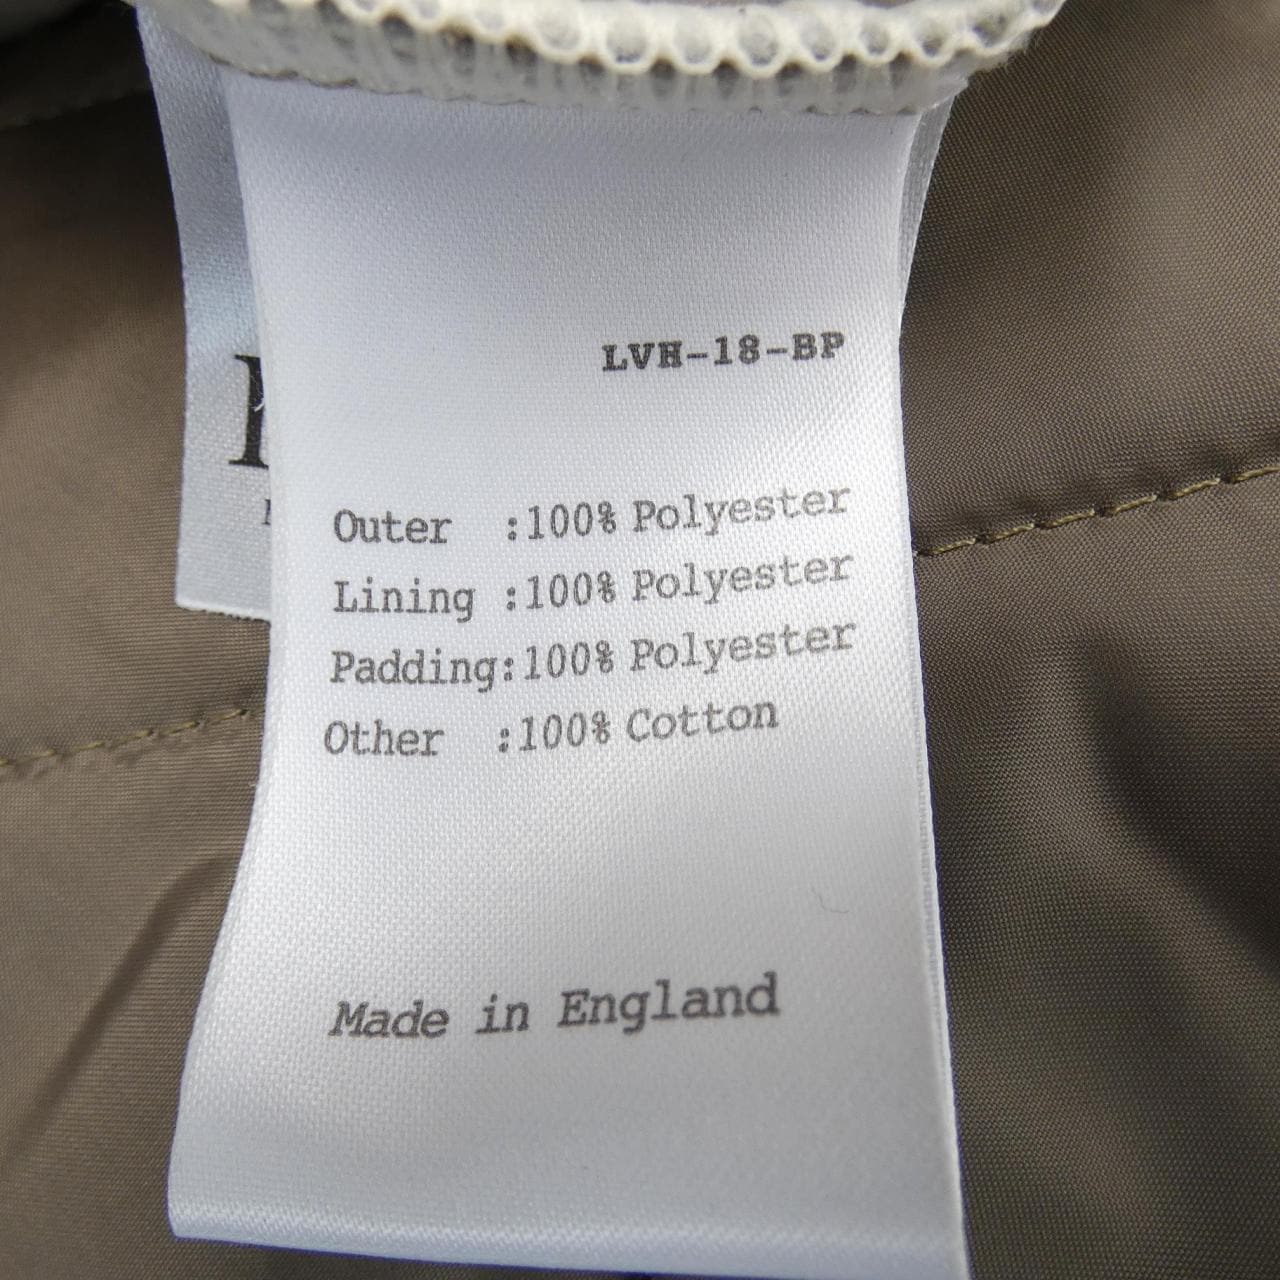 LVH-18-BP
Outer :100% Polyester
Lining :100% Polyester
Padding:100% Polyester
Other :100% Cotton
Made in England